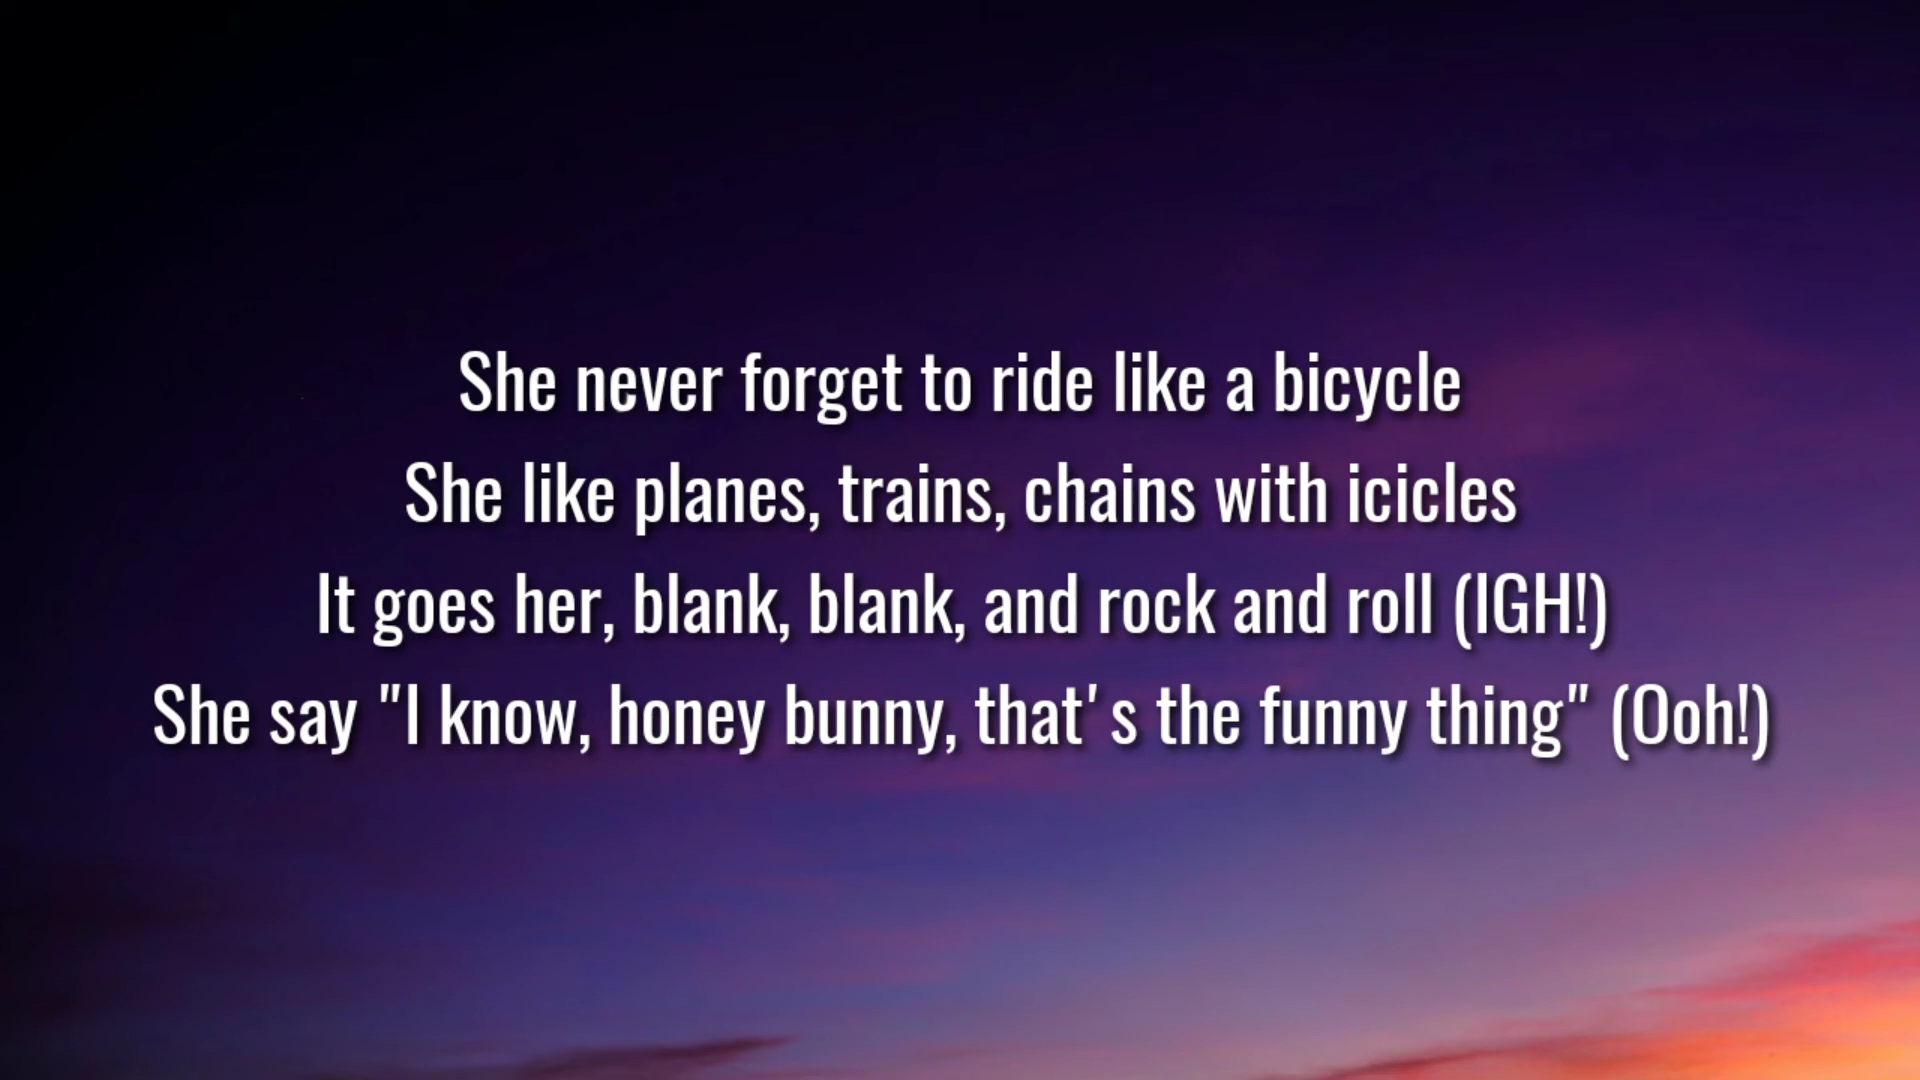 She never forget to ride like a bicycle
She like planes, trains, chains with icicles
It goes her, blank, blank, and rock and roll (IGH!)
She say "I know, honey bunny, that's the funny thing" (Ooh!)